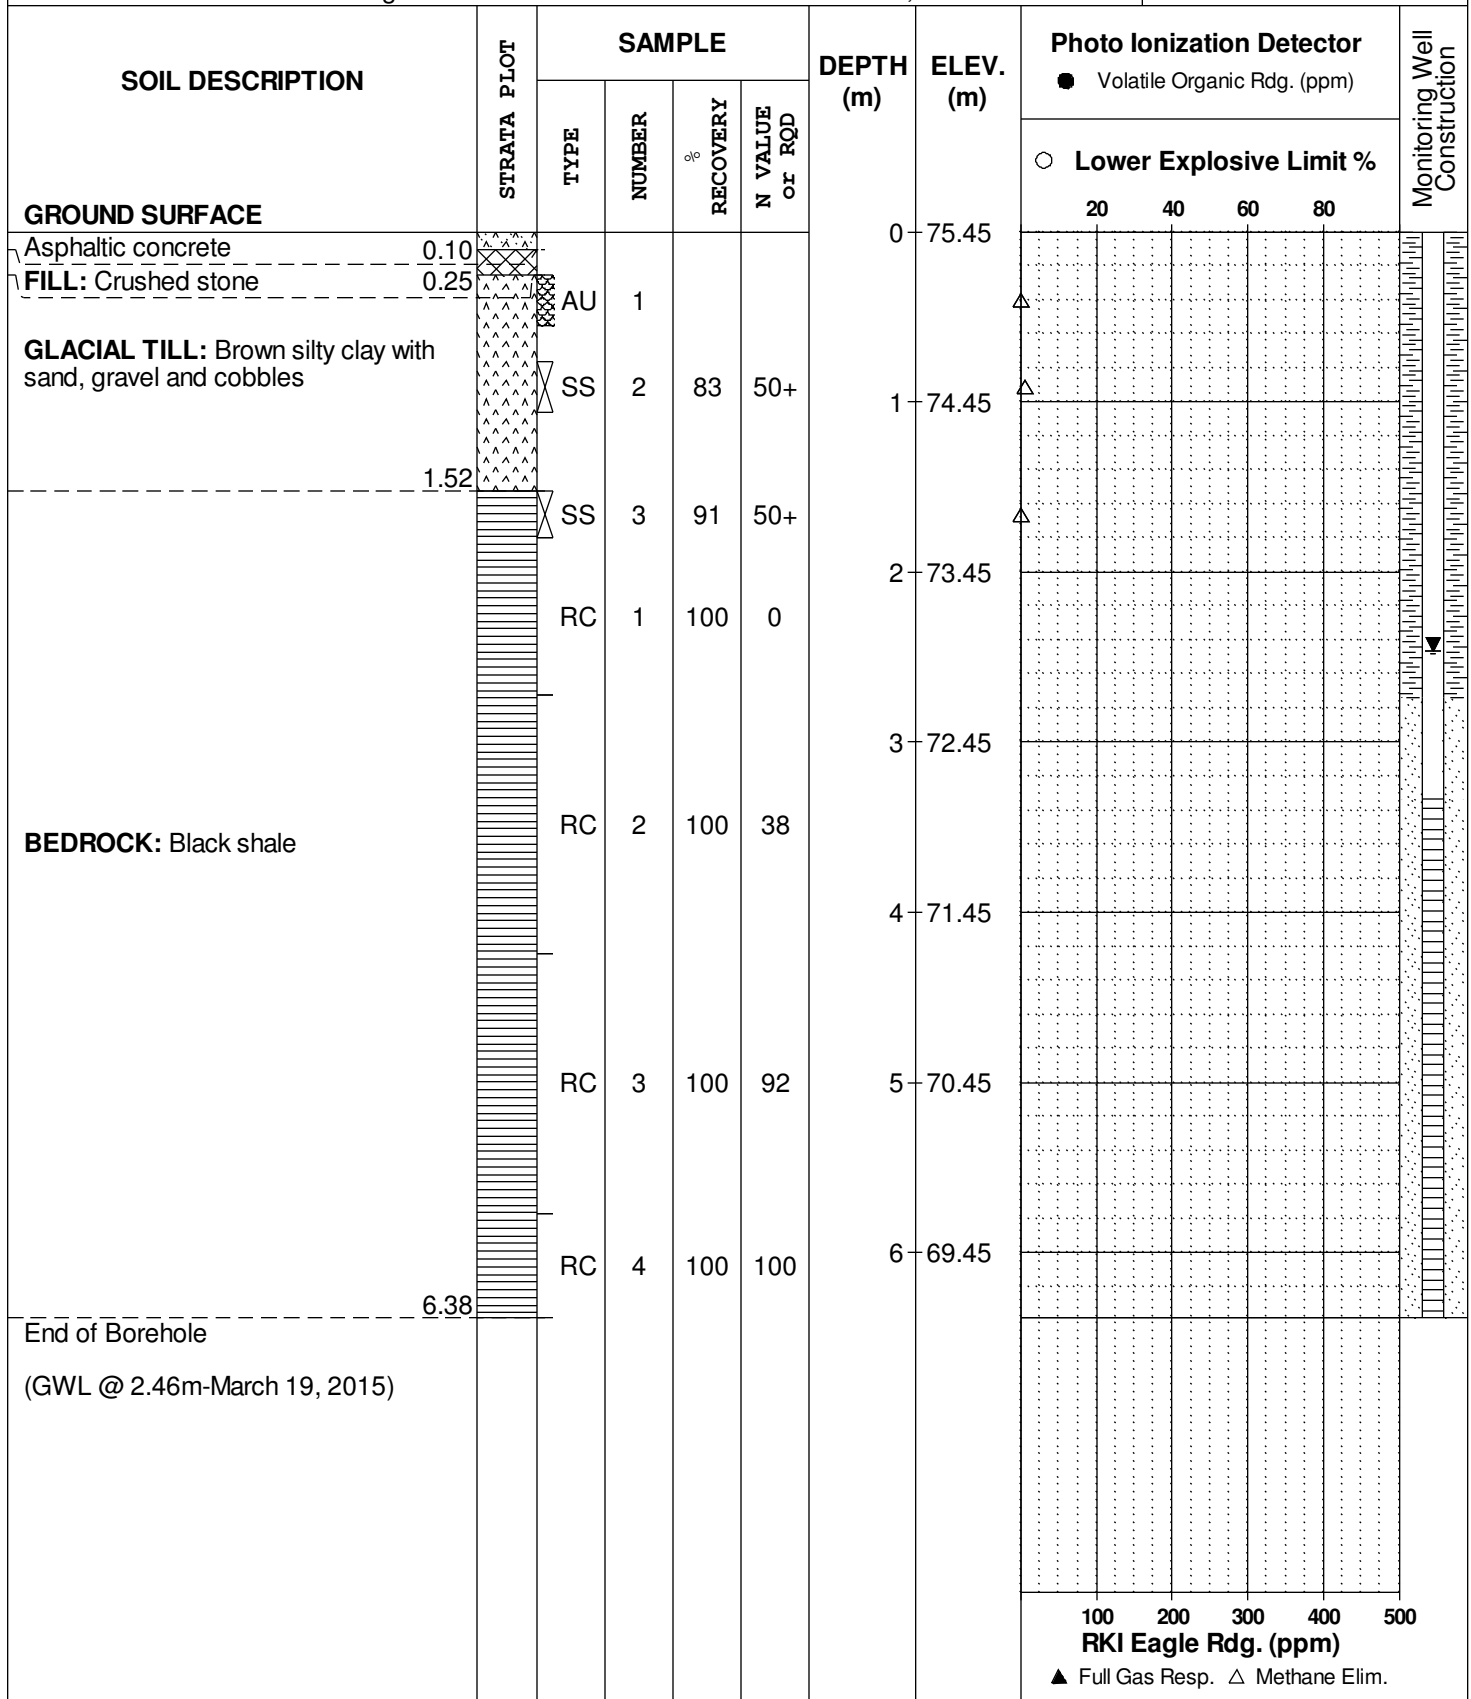 SOIL DESCRIPTION
GROUND SURFACE
STRATA PLOT
SAMPLE
TYPE
NUMBER
% RECOVERY
N VALUE or RQD
DEPTH (m)
ELEV. (m)
Photo Ionization Detector
● Volatile Organic Rdg. (ppm)
○ Lower Explosive Limit %
20 40 60 80
Monitoring Well Construction
0 75.45
Asphaltic concrete 0.10
FILL: Crushed stone 0.25
AU 1
GLACIAL TILL: Brown silty clay with
sand, gravel and cobbles
SS 2 83 50+
1 74.45
1.52
SS 3 91 50+
2 73.45
RC 1 100 0
3 72.45
RC 2 100 38
BEDROCK: Black shale
4 71.45
RC 3 100 92
5 70.45
6 69.45
RC 4 100 100
6.38
End of Borehole
(GWL @ 2.46m-March 19, 2015)
100 200 300 400 500
RKI Eagle Rdg. (ppm)
▲ Full Gas Resp. △ Methane Elim.